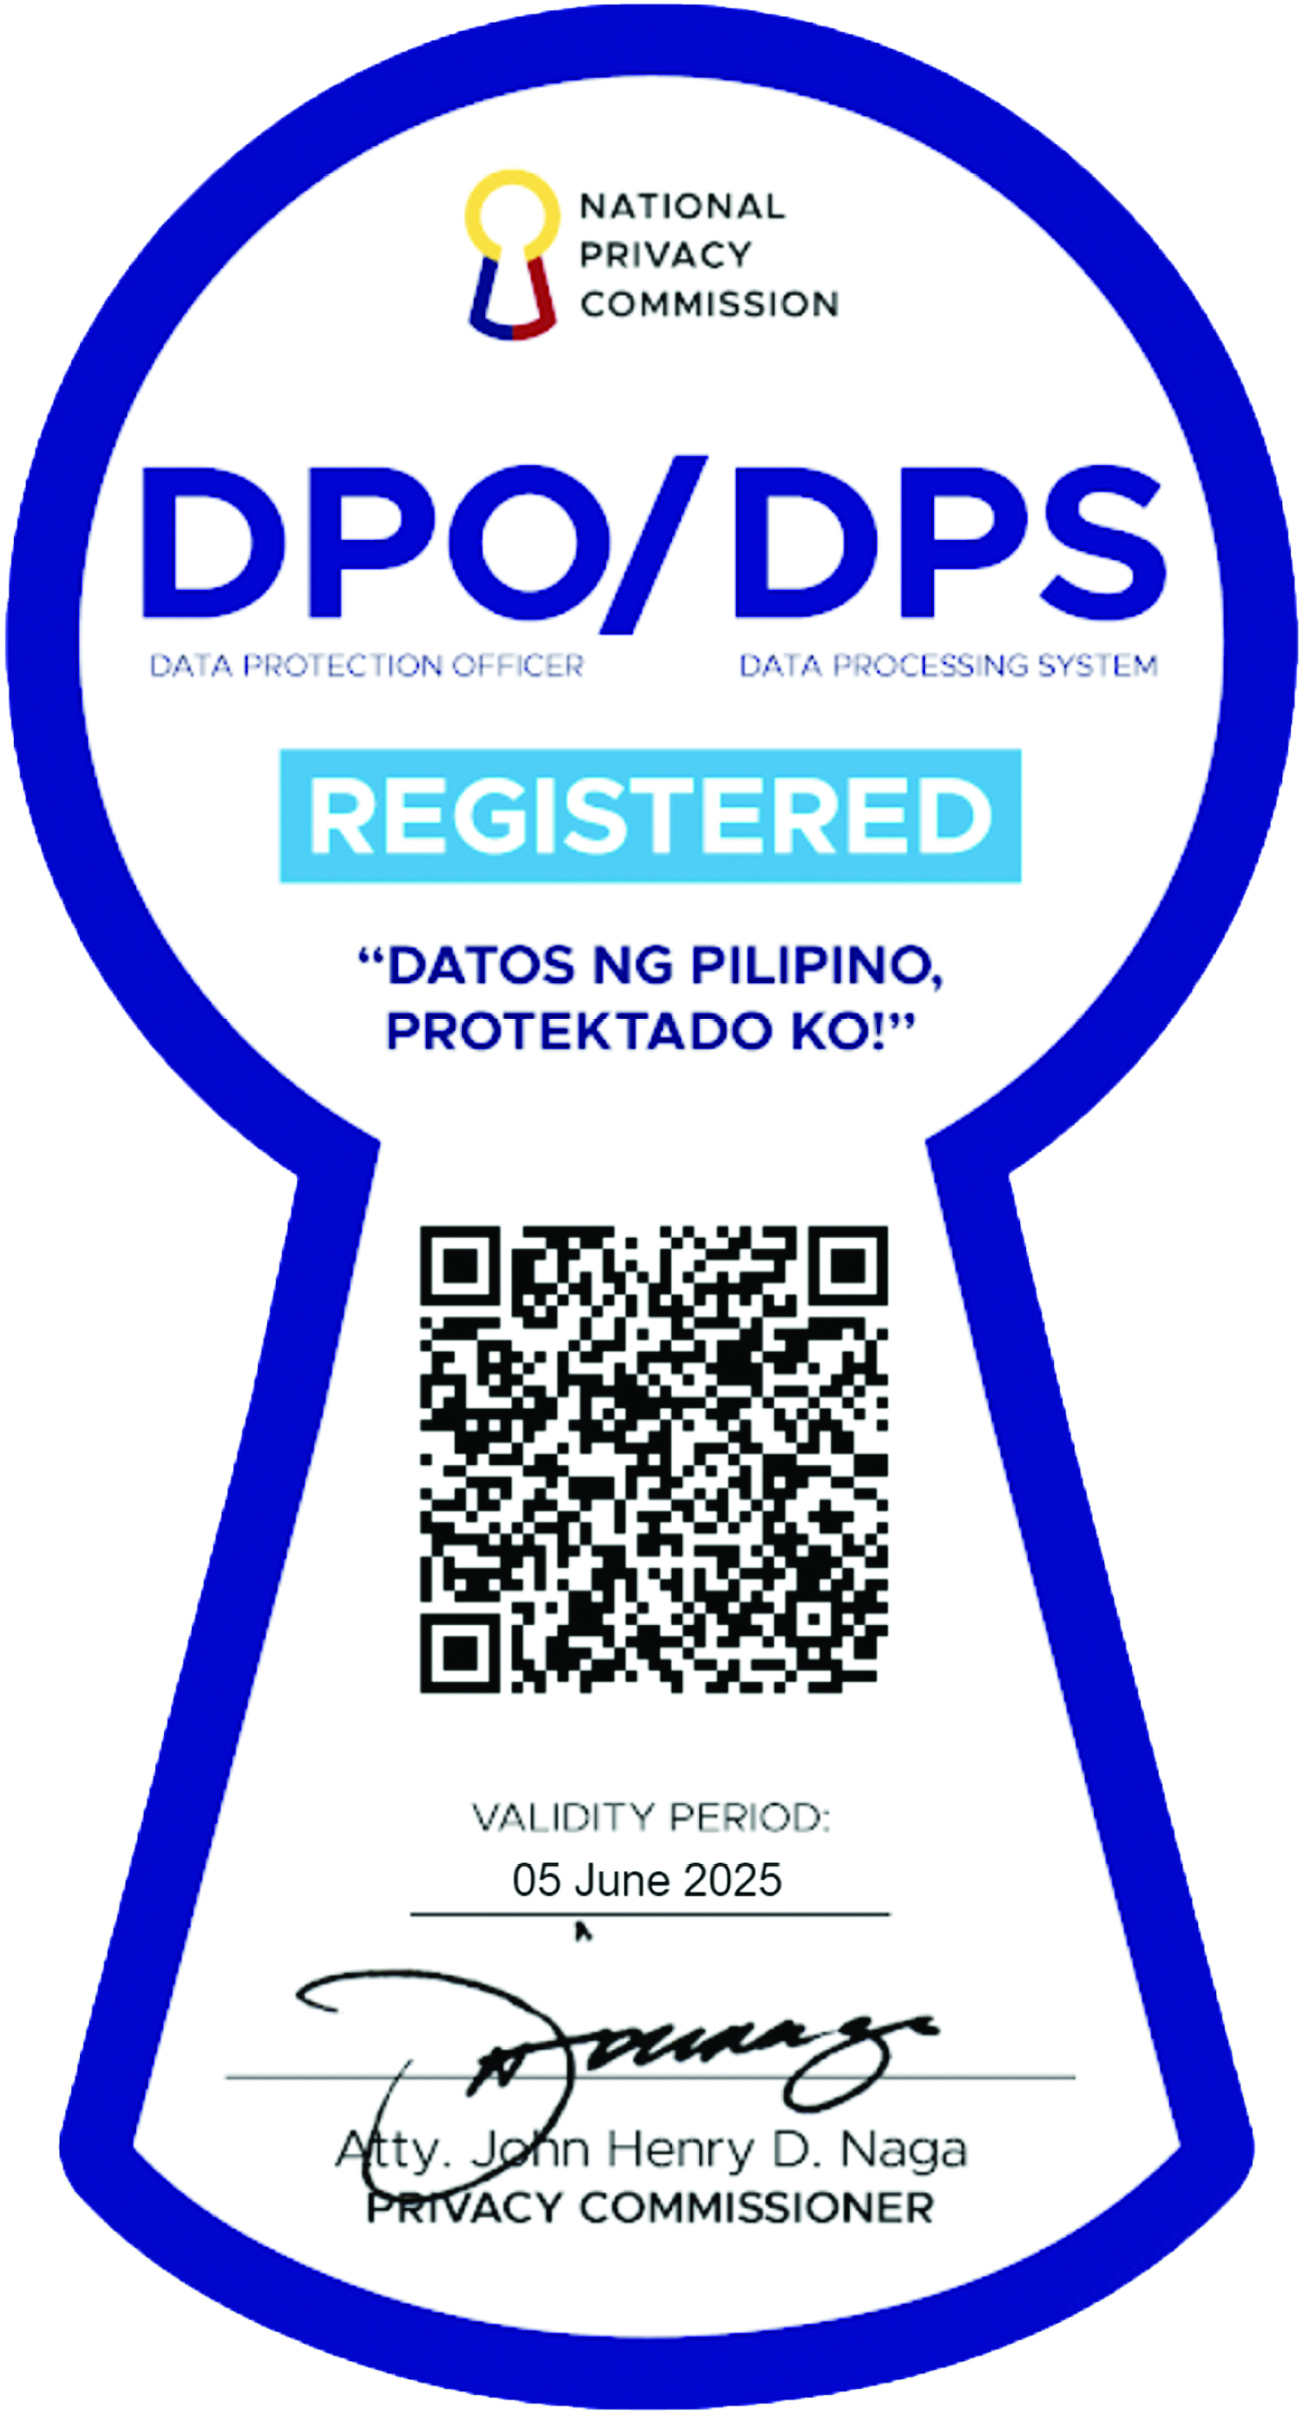 NATIONAL
PRIVACY
COMMISSION
DPO/DPS
DATA PROTECTION OFFICER DATA PROCESSING SYSTEM
REGISTERED
“DATOS NG PILIPINO,
PROTEKTADO KO!”
VALIDITY PERIOD:
05 June 2025
Atty. John Henry D. Naga
PRIVACY COMMISSIONER